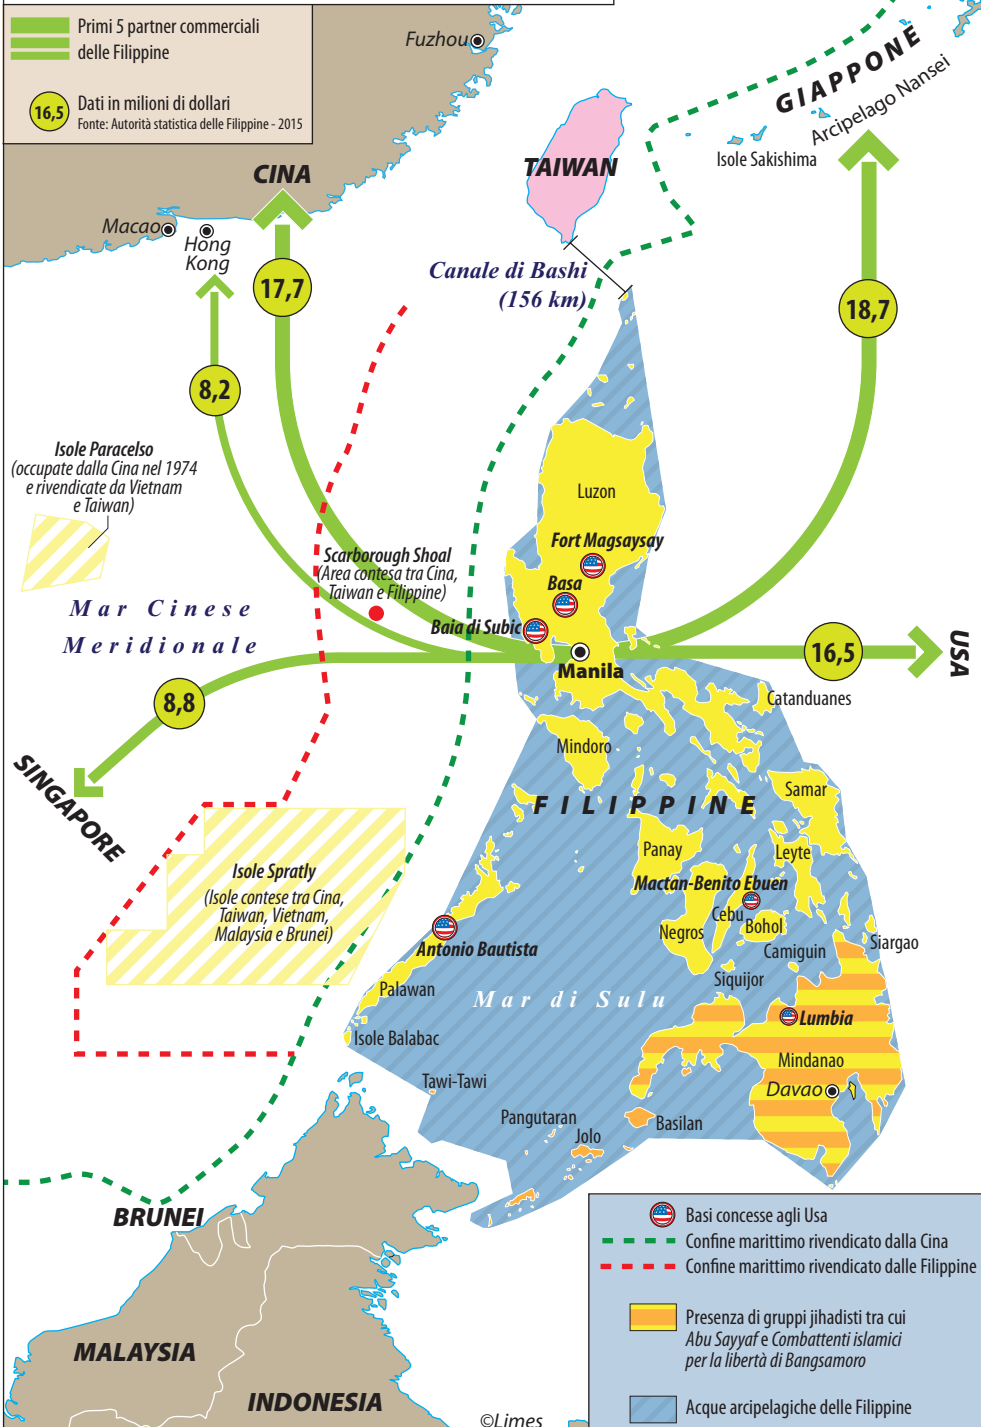 Primi 5 partner commerciali
delle Filippine
16,5
Dati in milioni di dollari
Fonte: Autorità statistica delle Filippine - 2015
Fuzhou
GIAPPONE
Arcipelago Nansei
Isole Sakishima
TAIWAN
CINA
Macao
Hong
Kong
Canale di Bashi
(156 km)
17,7
18,7
8,2
Isole Paracelso
(occupate dalla Cina nel 1974
e rivendicate da Vietnam
e Taiwan)
Luzon
Fort Magsaysay
Scarborough Shoal
(Area contesa tra Cina,
Taiwan e Filippine)
Basa
Mar Cinese
Meridionale
Baia di Subic
Manila
16,5
USA
8,8
Catanduanes
Mindoro
SINGAPORE
FILIPPINE
Samar
Panay
Leyte
Isole Spratly
(Isole contese tra Cina,
Taiwan, Vietnam,
Malaysia e Brunei)
Mactan-Benito Ebuen
Cebu
Bohol
Negros
Antonio Bautista
Camiguin
Siargao
Siquijor
Palawan
Mar di Sulu
Lumbia
Isole Balabac
Mindanao
Tawi-Tawi
Davao
Pangutaran
Jolo
Basilan
BRUNEI
MALAYSIA
INDONESIA
©Limes
Basi concesse agli Usa
Confine marittimo rivendicato dalla Cina
Confine marittimo rivendicato dalle Filippine
Presenza di gruppi jihadisti tra cui
Abu Sayyaf e Combattenti islamici
per la libertà di Bangsamoro
Acque arcipelagiche delle Filippine